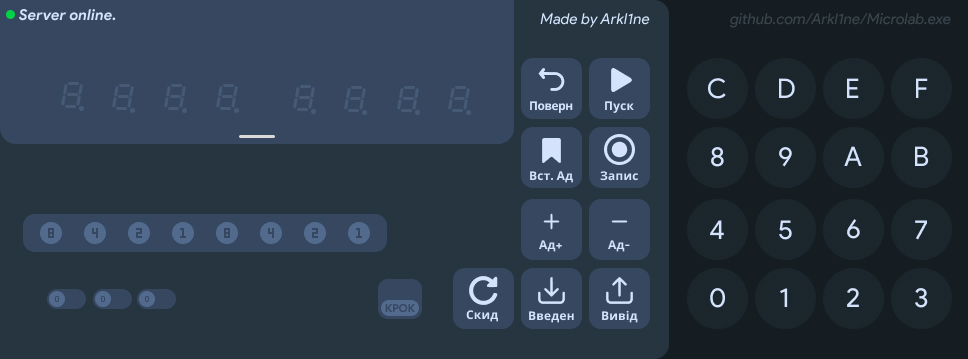 Server online.
Made by Arkl1ne
github.com/Arkl1ne/Microlab.exe
8. 8. 8. 8. 8. 8. 8. 8.
Поверн
Пуск
C D E F
Вст. Ад
Запис
8 9 A B
8 4 2 1 8 4 2 1
Ад+
Ад-
4 5 6 7
0 0 0
КРОК
Скид
Введен
Вивід
0 1 2 3